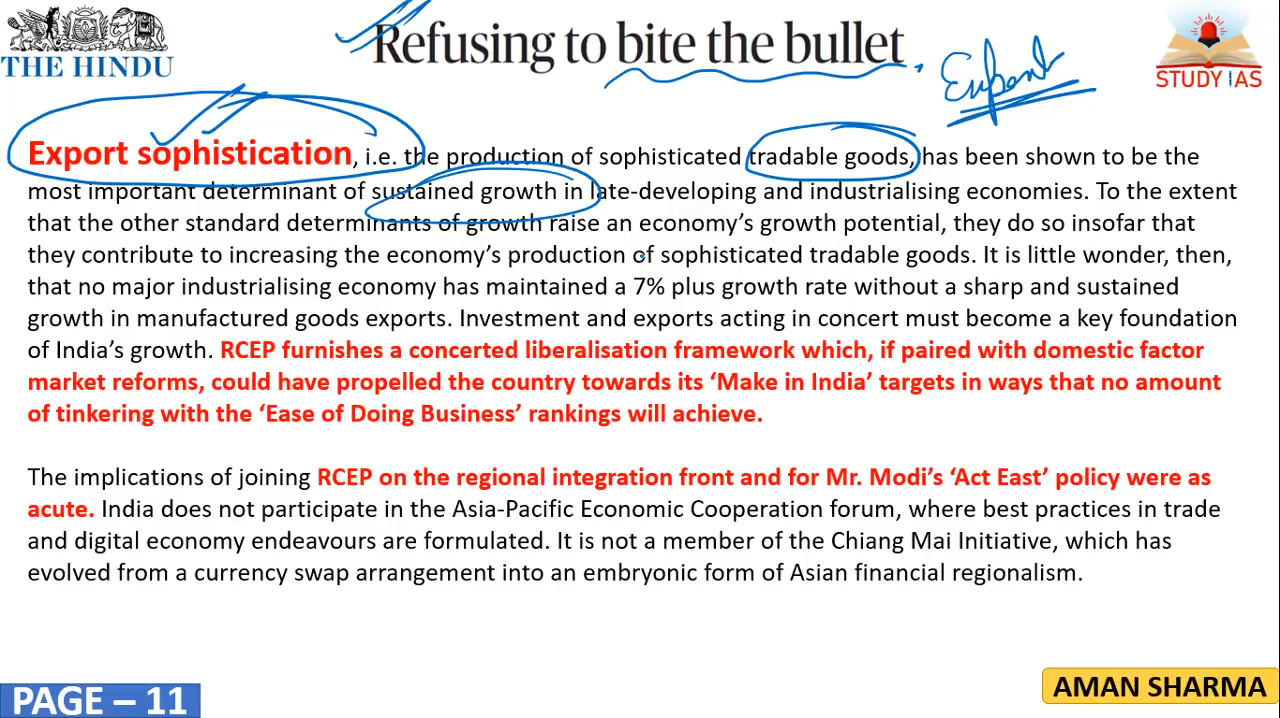 THE HINDU
Refusing to bite the bullet
Export
STUDY IAS
Export sophistication, i.e. the production of sophisticated tradable goods, has been shown to be the
most important determinant of sustained growth in late-developing and industrialising economies. To the extent
that the other standard determinants of growth raise an economy's growth potential, they do so insofar that
they contribute to increasing the economy's production of sophisticated tradable goods. It is little wonder, then,
that no major industrialising economy has maintained a 7% plus growth rate without a sharp and sustained
growth in manufactured goods exports. Investment and exports acting in concert must become a key foundation
of India's growth. RCEP furnishes a concerted liberalisation framework which, if paired with domestic factor
market reforms, could have propelled the country towards its 'Make in India' targets in ways that no amount
of tinkering with the 'Ease of Doing Business' rankings will achieve.
The implications of joining RCEP on the regional integration front and for Mr. Modi's 'Act East' policy were as
acute. India does not participate in the Asia-Pacific Economic Cooperation forum, where best practices in trade
and digital economy endeavours are formulated. It is not a member of the Chiang Mai Initiative, which has
evolved from a currency swap arrangement into an embryonic form of Asian financial regionalism.
PAGE – 11
AMAN SHARMA